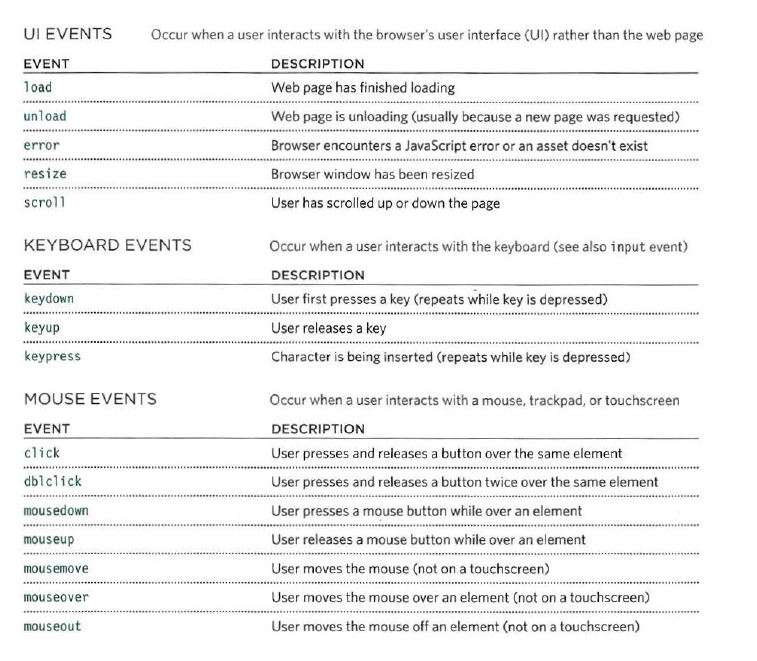 UI EVENTS Occur when a user interacts with the browser's user interface (UI) rather than the web page
EVENT DESCRIPTION
load Web page has finished loading
unload Web page is unloading (usually because a new page was requested)
error Browser encounters a JavaScript error or an asset doesn't exist
resize Browser window has been resized
scroll User has scrolled up or down the page
KEYBOARD EVENTS Occur when a user interacts with the keyboard (see also input event)
EVENT DESCRIPTION
keydown User first presses a key (repeats while key is depressed)
keyup User releases a key
keypress Character is being inserted (repeats while key is depressed)
MOUSE EVENTS Occur when a user interacts with a mouse, trackpad, or touchscreen
EVENT DESCRIPTION
click User presses and releases a button over the same element
dblclick User presses and releases a button twice over the same element
mousedown User presses a mouse button while over an element
mouseup User releases a mouse button while over an element
mousemove User moves the mouse (not on a touchscreen)
mouseover User moves the mouse over an element (not on a touchscreen)
mouseout User moves the mouse off an element (not on a touchscreen)